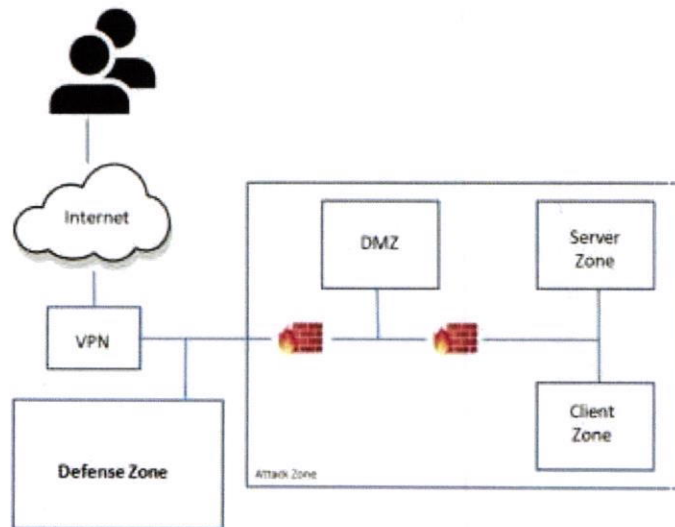 Internet
DMZ
Server
Zone
VPN
Client
Zone
Defense Zone
Attack Zone